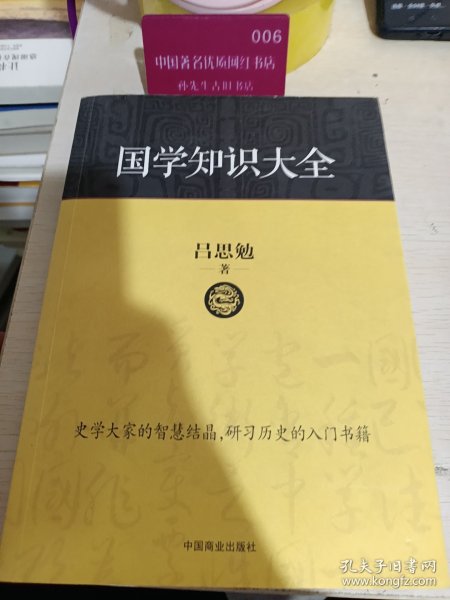 006
中国著名优质网红书店
孙先生古旧书店
国学知识大全
吕思勉
著
史学大家的智慧结晶,研习历史的入门书籍
中国商业出版社
孔夫子旧书网
www.kongfz.com